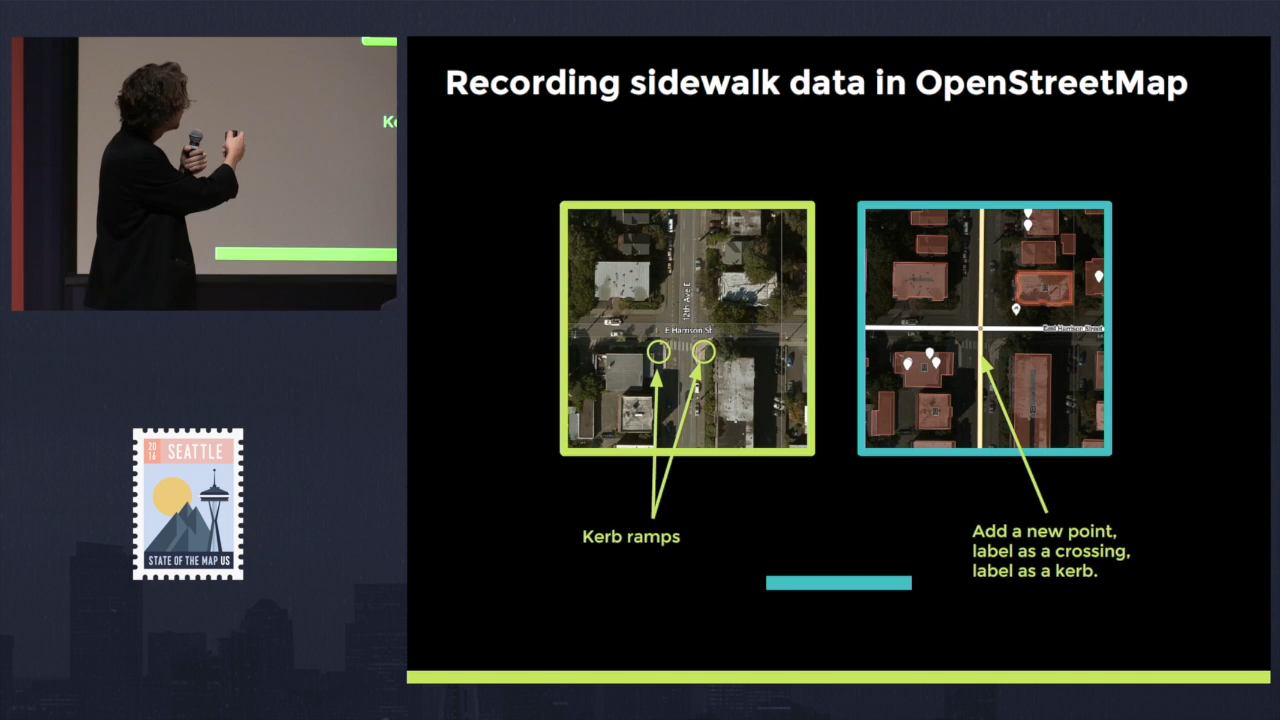 Recording sidewalk data in OpenStreetMap
Ke
12th Ave E
E Harrison St
East Harrison Street
Kerb ramps
Add a new point,
label as a crossing,
label as a kerb.
20
16
SEATTLE
STATE OF THE MAP US